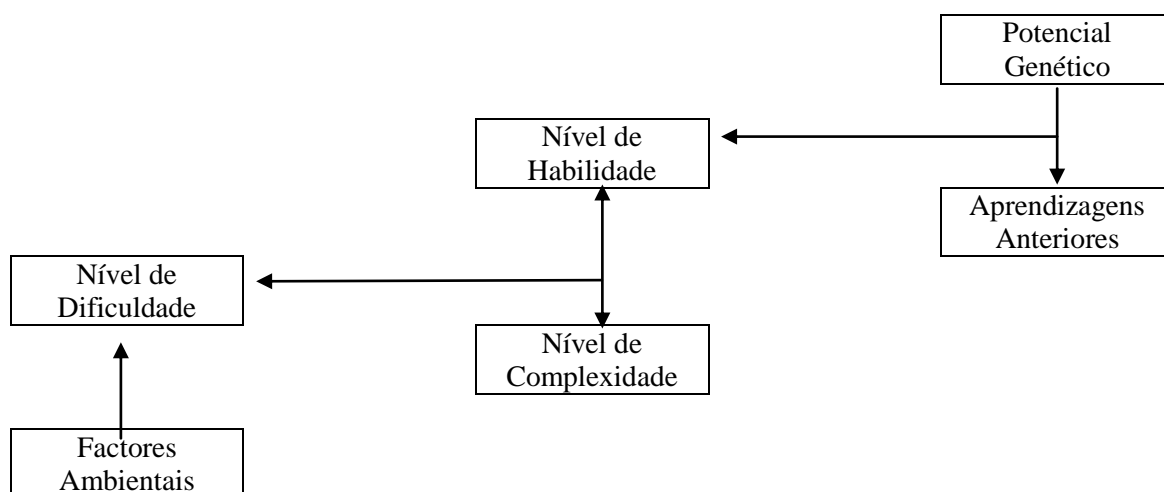 Potencial
Genético
Nível de
Habilidade
Aprendizagens
Anteriores
Nível de
Dificuldade
Nível de
Complexidade
Factores
Ambientais